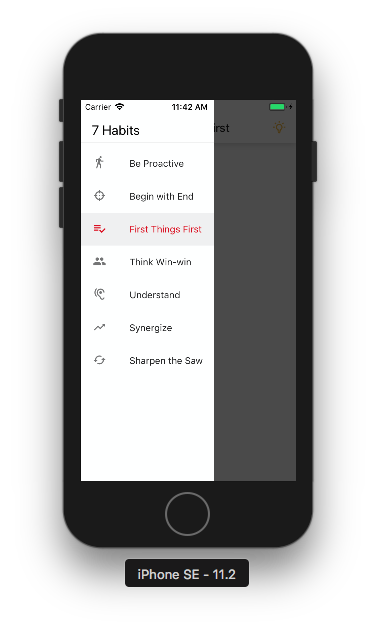 Carrier 11:42 AM
7 Habits
irst
Be Proactive
Begin with End
First Things First
Think Win-win
Understand
Synergize
Sharpen the Saw
iPhone SE - 11.2